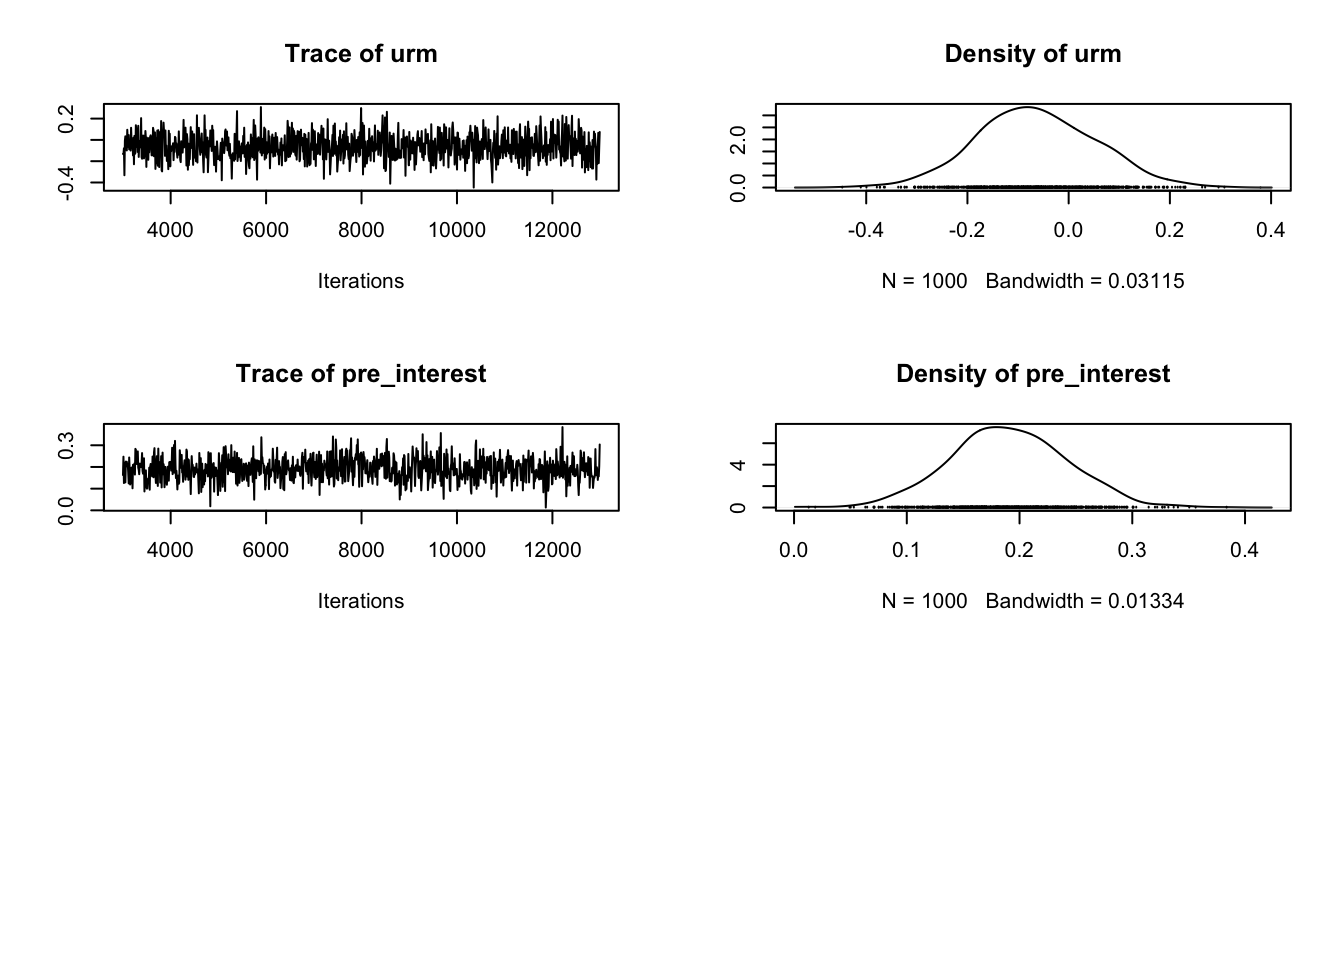 Trace of urm
0.2
-0.4
4000 6000 8000 10000 12000
Iterations
Density of urm
2.0
0.0
-0.4 -0.2 0.0 0.2 0.4
N = 1000 Bandwidth = 0.03115
Trace of pre_interest
0.3
0.0
4000 6000 8000 10000 12000
Iterations
Density of pre_interest
4
0
0.0 0.1 0.2 0.3 0.4
N = 1000 Bandwidth = 0.01334